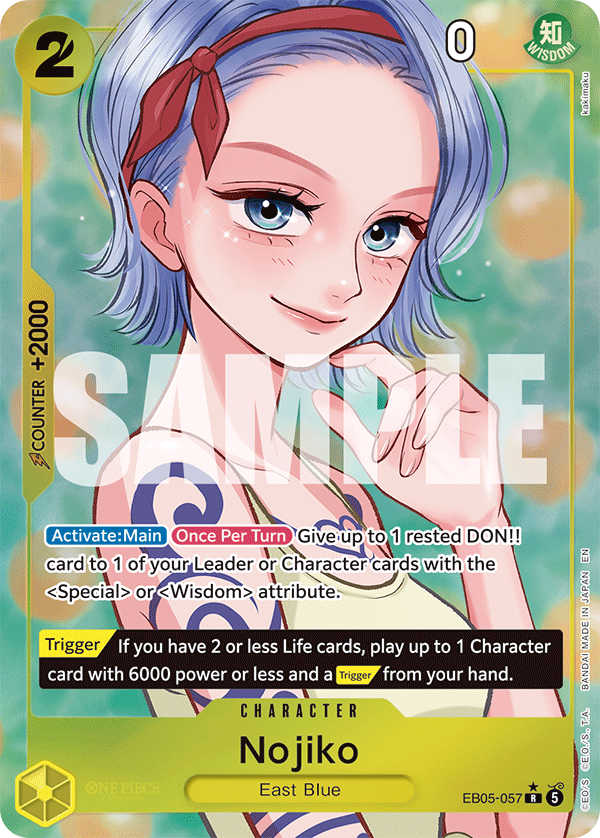 2
0
知
WISDOM
kakimaku
COUNTER +2000
SAMPLE
Activate:Main Once Per Turn Give up to 1 rested DON!!
card to 1 of your Leader or Character cards with the
<Special> or <Wisdom> attribute.
Trigger If you have 2 or less Life cards, play up to 1 Character
card with 6000 power or less and a Trigger from your hand.
CHARACTER
Nojiko
East Blue
ONE PIECE
EB05-057 R 5
©E.O/S ©E.O./S., T.A. BANDAI MADE IN JAPAN EN